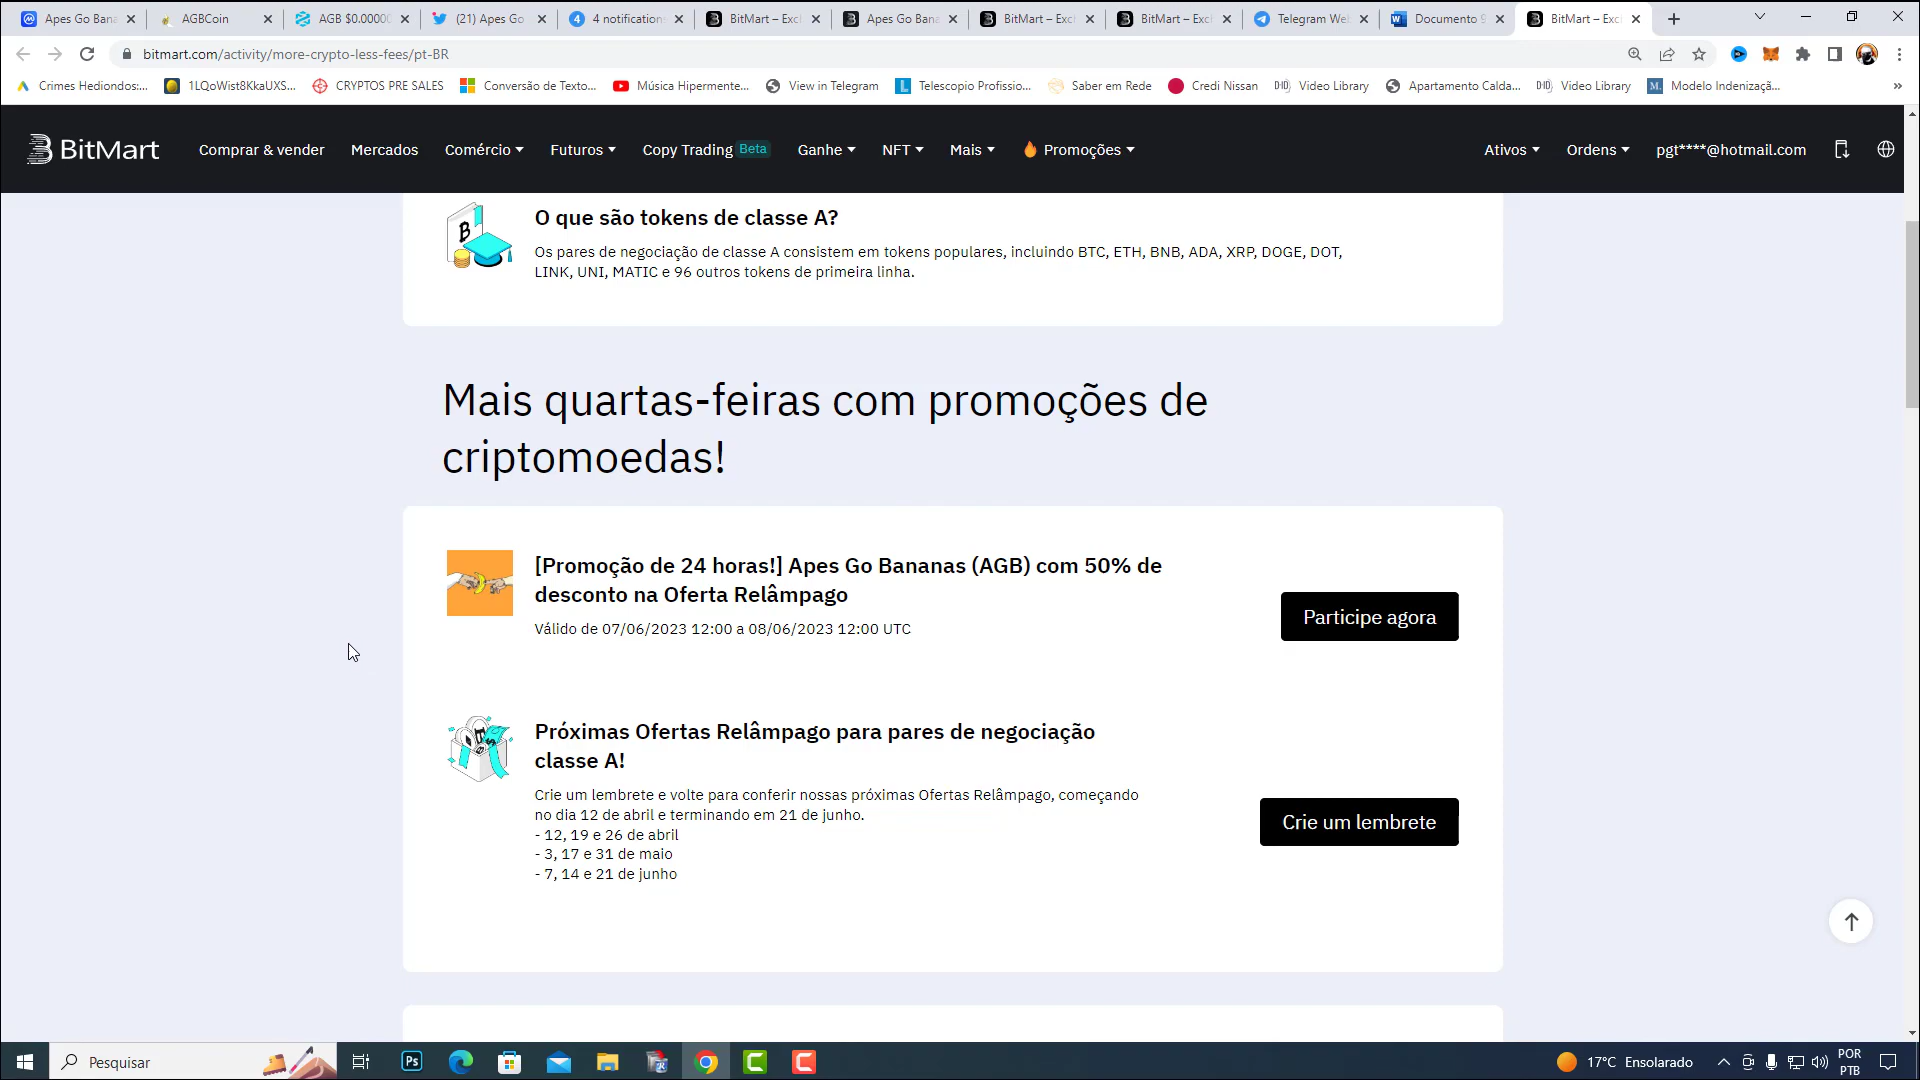 Apes Go Bana
AGBCoin
AGB $0.0000
(21) Apes Go
4 notification
BitMart – Exc
Apes Go Bana
BitMart – Exc
BitMart – Exc
Telegram We
Documento 9
BitMart – Exc
bitmart.com/activity/more-crypto-less-fees/pt-BR
Crimes Hediondos:...
1LQoWist8KkaUXS...
CRYPTOS PRE SALES
Conversão de Texto...
Música Hipermente...
View in Telegram
Telescopio Profissio...
Saber em Rede
Credi Nissan
Video Library
Apartamento Calda...
Video Library
Modelo Indenizaçã...
»
BitMart
Comprar & vender
Mercados
Comércio
Futuros
Copy Trading Beta
Ganhe
NFT
Mais
Promoções
Ativos
Ordens
pgt****@hotmail.com
O que são tokens de classe A?
Os pares de negociação de classe A consistem em tokens populares, incluindo BTC, ETH, BNB, ADA, XRP, DOGE, DOT,
LINK, UNI, MATIC e 96 outros tokens de primeira linha.
Mais quartas-feiras com promoções de
criptomoedas!
[Promoção de 24 horas!] Apes Go Bananas (AGB) com 50% de
desconto na Oferta Relâmpago
Válido de 07/06/2023 12:00 a 08/06/2023 12:00 UTC
Participe agora
Próximas Ofertas Relâmpago para pares de negociação
classe A!
Crie um lembrete e volte para conferir nossas próximas Ofertas Relâmpago, começando
no dia 12 de abril e terminando em 21 de junho.
- 12, 19 e 26 de abril
- 3, 17 e 31 de maio
- 7, 14 e 21 de junho
Crie um lembrete
Pesquisar
Ps
17°C Ensolarado
POR
PTB